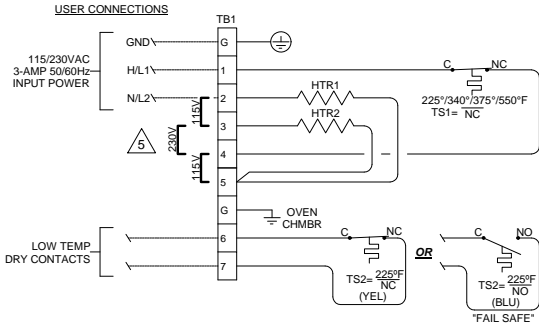 USER CONNECTIONS
TB1
GND
G
115/230VAC
3-AMP 50/60Hz
INPUT POWER
H/L1
1
C
NC
N/L2
2
HTR1
225°/340°/375°/550°F
TS1= NC
115V
3
HTR2
230V
5
115V
4
5
G
OVEN
CHMBR
LOW TEMP
DRY CONTACTS
6
C
NC
OR
C
NO
7
TS2= 225°F
NC
(YEL)
TS2= 225°F
NO
(BLU)
"FAIL SAFE"